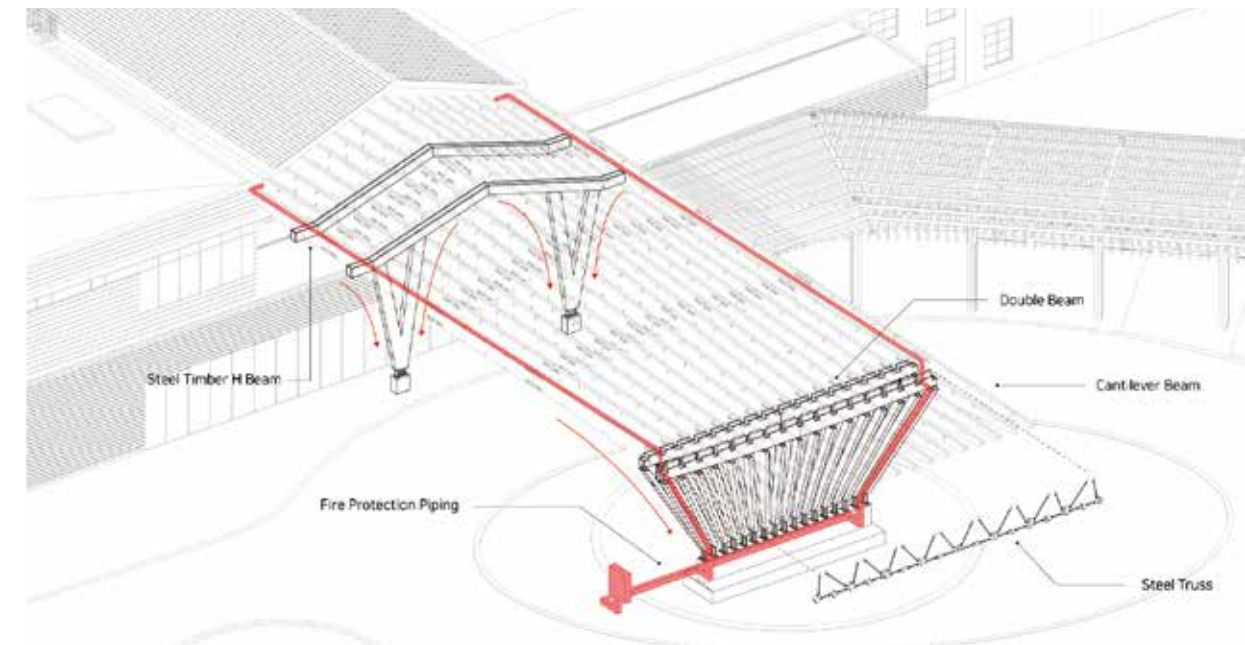 Double Beam
Steel Timber H Beam
Cantilever Beam
Fire Protection Piping
Steel Truss